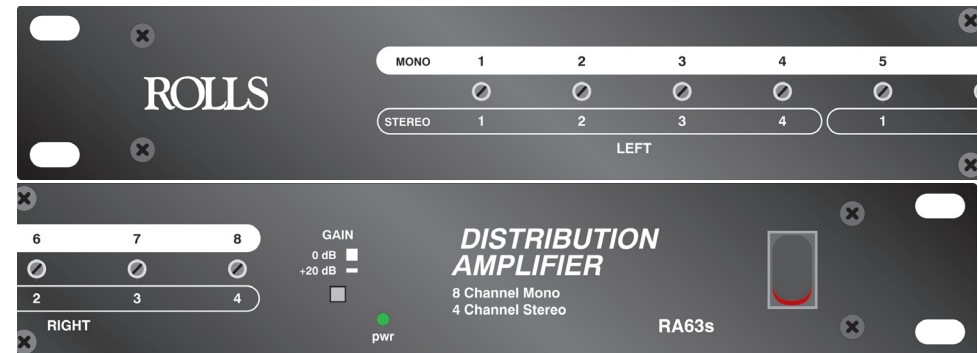 ROLLS
MONO 1 2 3 4 5
STEREO 1 2 3 4 1
LEFT
6 7 8
2 3 4
RIGHT
GAIN
0 dB
+20 dB
pwr
DISTRIBUTION
AMPLIFIER
8 Channel Mono
4 Channel Stereo
RA63s